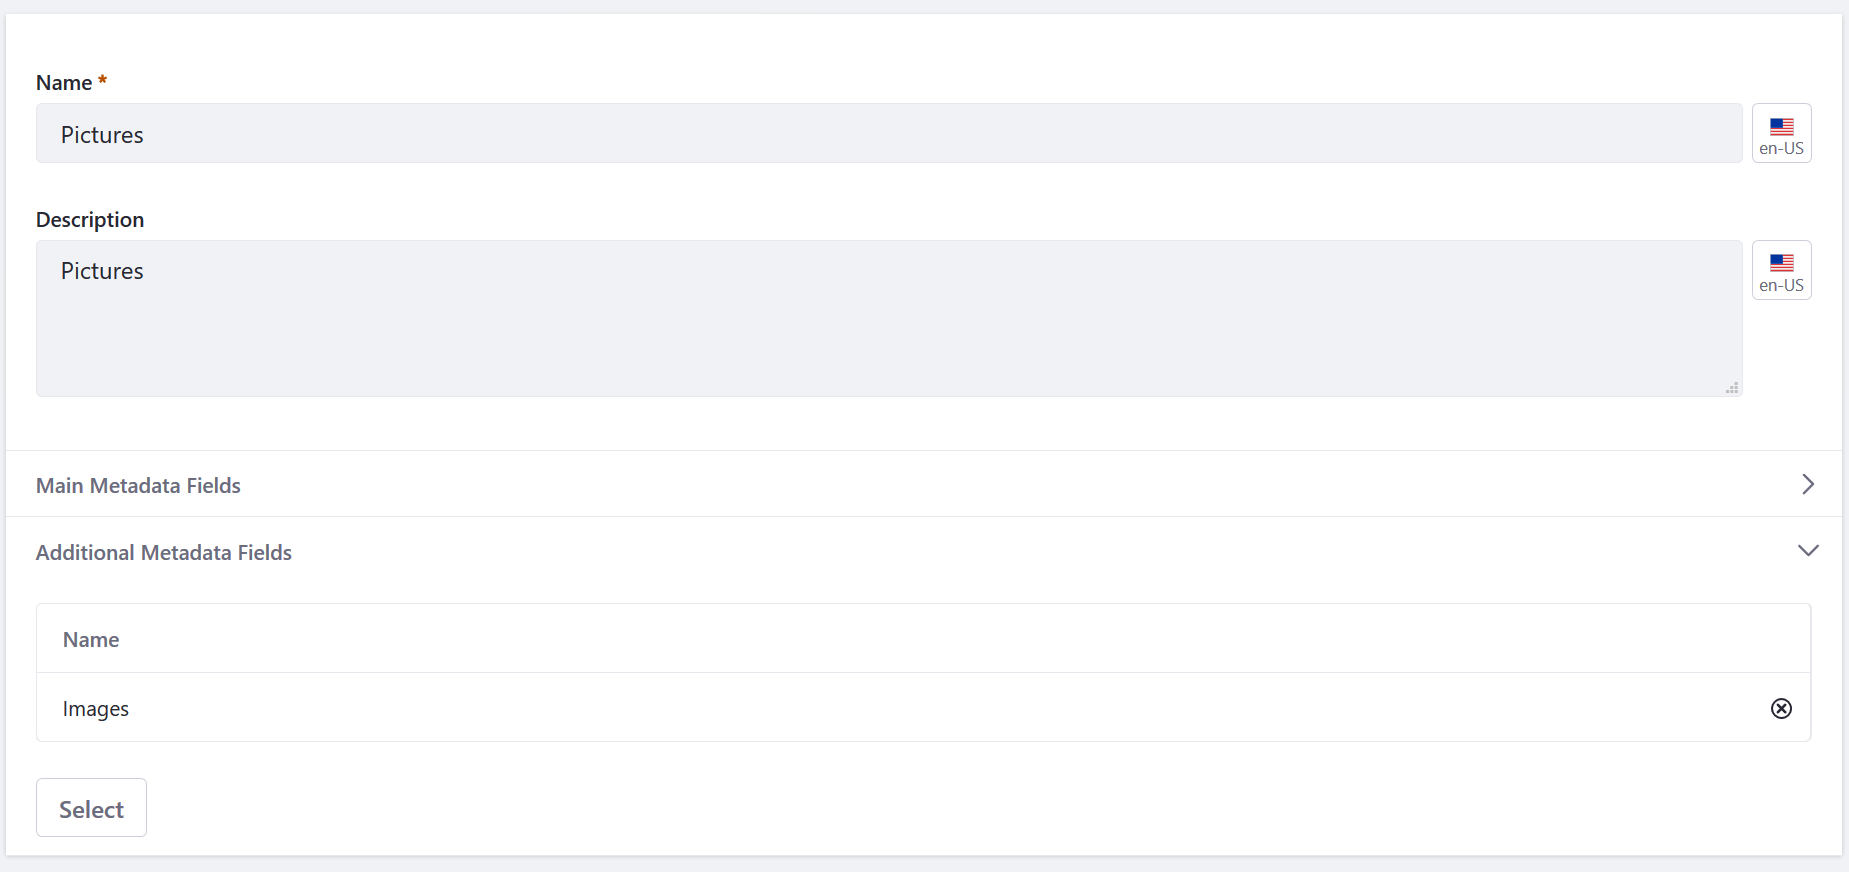 Name *
Pictures
en-US
Description
Pictures
en-US
Main Metadata Fields
Additional Metadata Fields
Name
Images
Select